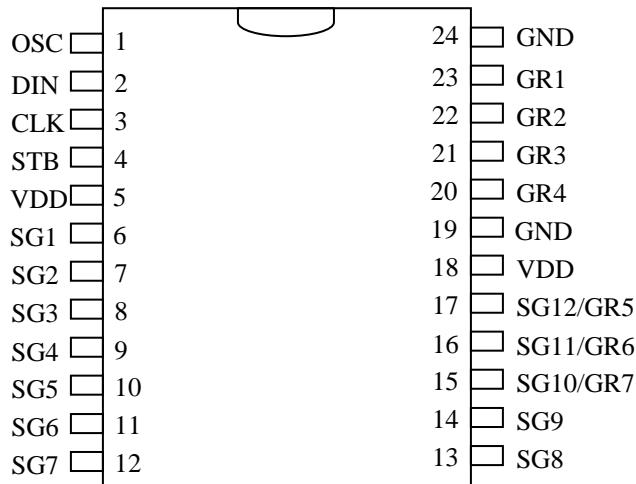 OSC 1 24 GND
DIN 2 23 GR1
CLK 3 22 GR2
STB 4 21 GR3
VDD 5 20 GR4
SG1 6 19 GND
SG2 7 18 VDD
SG3 8 17 SG12/GR5
SG4 9 16 SG11/GR6
SG5 10 15 SG10/GR7
SG6 11 14 SG9
SG7 12 13 SG8